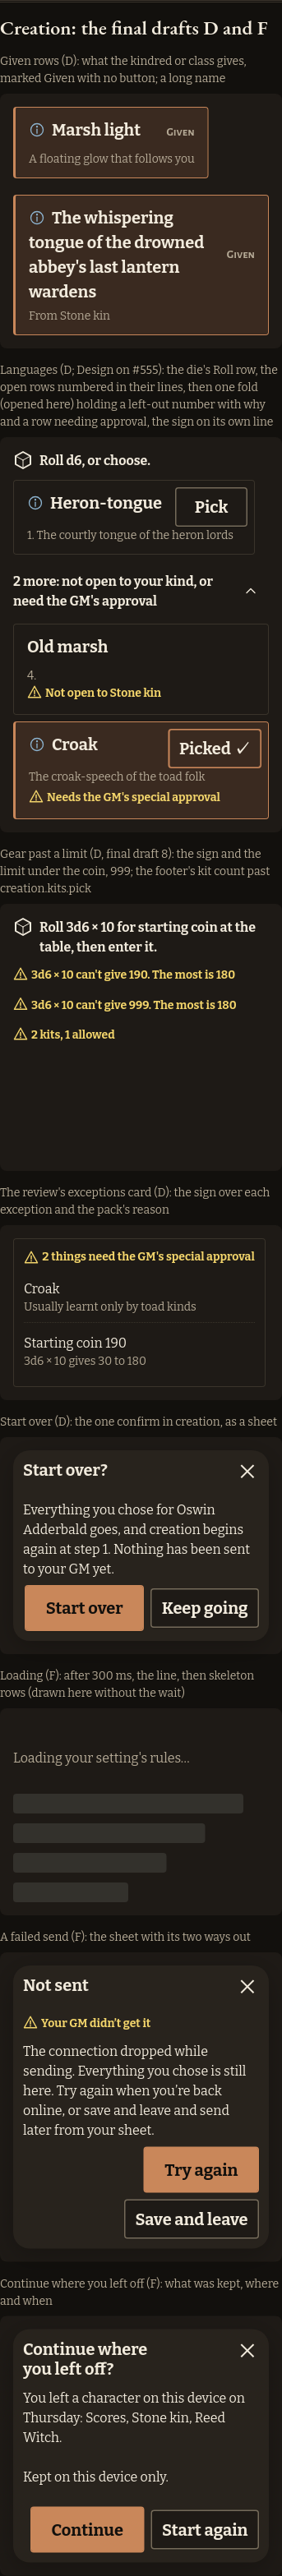 Creation: the final drafts D and F
Given rows (D): what the kindred or class gives,
marked Given with no button; a long name
Marsh light
GIVEN
A floating glow that follows you
The whispering
tongue of the drowned
abbey's last lantern
wardens
GIVEN
From Stone kin
Languages (D; Design on #555): the die's Roll row, the
open rows numbered in their lines, then one fold
(opened here) holding a left-out number with why
and a row needing approval, the sign on its own line
Roll d6, or choose.
Heron-tongue
Pick
1. The courtly tongue of the heron lords
2 more: not open to your kind, or
need the GM's approval
Old marsh
4.
Not open to Stone kin
Croak
Picked ✓
The croak-speech of the toad folk
Needs the GM's special approval
Gear past a limit (D, final draft 8): the sign and the
limit under the coin, 999; the footer's kit count past
creation.kits.pick
Roll 3d6 × 10 for starting coin at the
table, then enter it.
3d6 × 10 can't give 190. The most is 180
3d6 × 10 can't give 999. The most is 180
2 kits, 1 allowed
The review's exceptions card (D): the sign over each
exception and the pack's reason
2 things need the GM's special approval
Croak
Usually learnt only by toad kinds
Starting coin 190
3d6 × 10 gives 30 to 180
Start over (D): the one confirm in creation, as a sheet
Start over?
Everything you chose for Oswin
Adderbald goes, and creation begins
again at step 1. Nothing has been sent
to your GM yet.
Start over
Keep going
Loading (F): after 300 ms, the line, then skeleton
rows (drawn here without the wait)
Loading your setting's rules...
A failed send (F): the sheet with its two ways out
Not sent
Your GM didn't get it
The connection dropped while
sending. Everything you chose is still
here. Try again when you're back
online, or save and leave and send
later from your sheet.
Try again
Save and leave
Continue where you left off (F): what was kept, where
and when
Continue where
you left off?
You left a character on this device on
Thursday: Scores, Stone kin, Reed
Witch.
Kept on this device only.
Continue
Start again